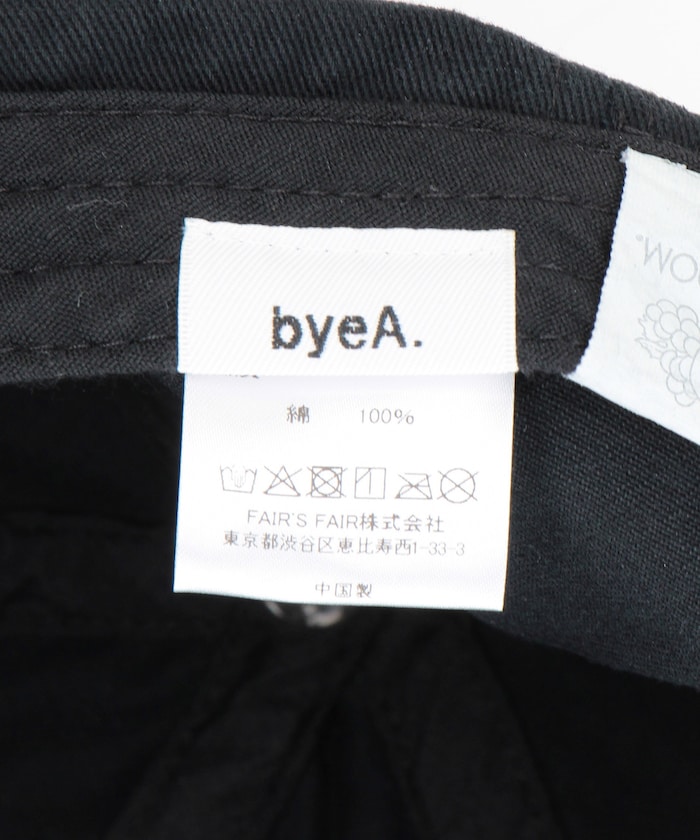 byeA.
綿 100%
FAIR'S FAIR株式会社
東京都渋谷区恵比寿西1-33-3
中国製